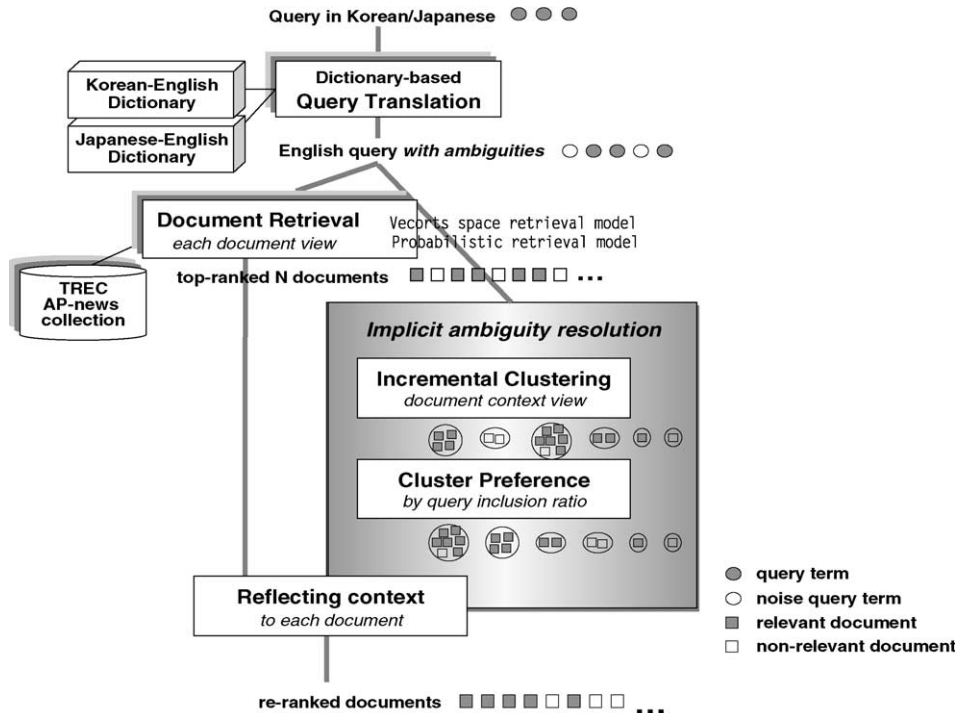 Query in Korean/Japanese
Dictionary-based
Query Translation
Korean-English
Dictionary
Japanese-English
Dictionary
English query with ambiguities
Document Retrieval
each document view
Vecorts space retrieval model
Probabilistic retrieval model
top-ranked N documents
...
TREC
AP-news
collection
Implicit ambiguity resolution
Incremental Clustering
document context view
Cluster Preference
by query inclusion ratio
Reflecting context
to each document
query term
noise query term
relevant document
non-relevant document
re-ranked documents
...